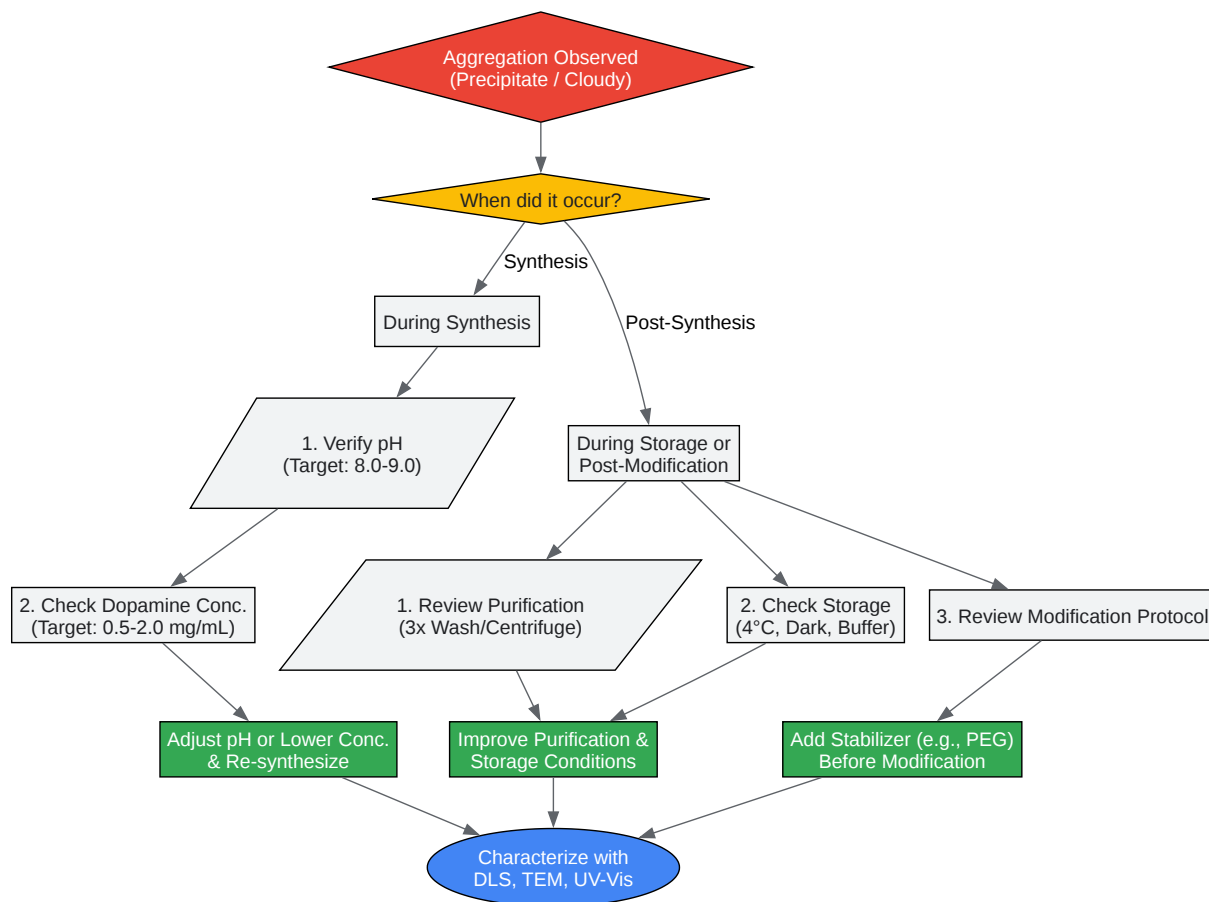 Aggregation Observed
(Precipitate / Cloudy)
When did it occur?
Synthesis
During Synthesis
Post-Synthesis
1. Verify pH
(Target: 8.0-9.0)
During Storage or
Post-Modification
2. Check Dopamine Conc.
(Target: 0.5-2.0 mg/mL)
1. Review Purification
(3x Wash/Centrifuge)
2. Check Storage
(4°C, Dark, Buffer)
3. Review Modification Protocol
Adjust pH or Lower Conc.
& Re-synthesize
Improve Purification &
Storage Conditions
Add Stabilizer (e.g., PEG)
Before Modification
Characterize with
DLS, TEM, UV-Vis